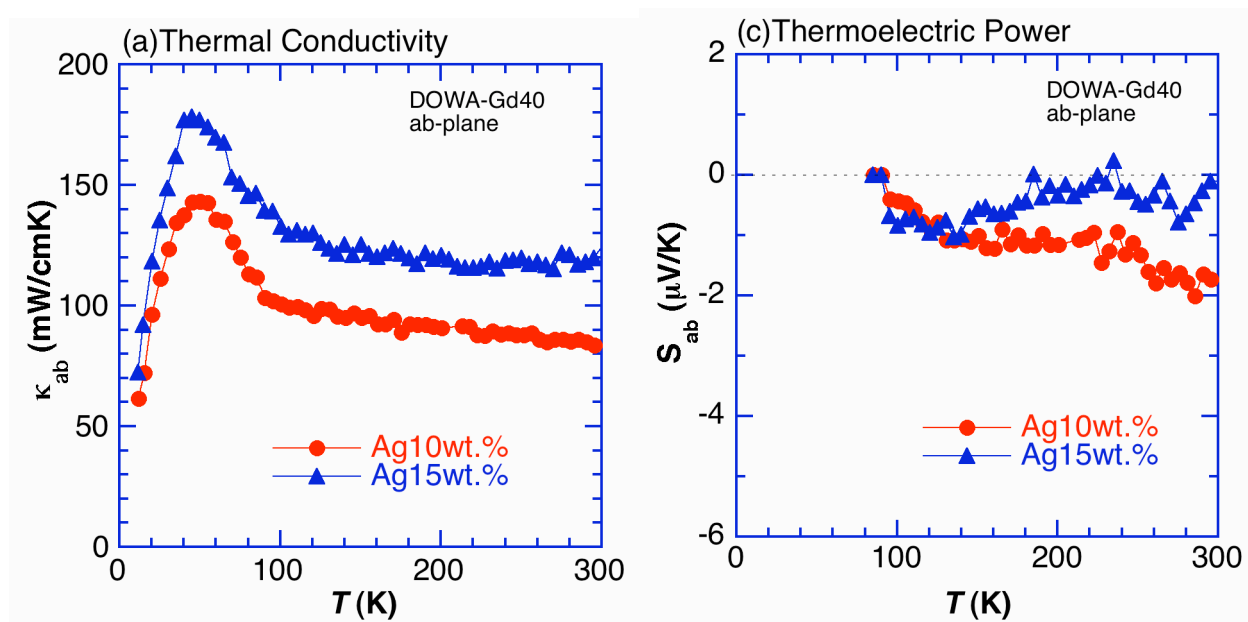 (a)Thermal Conductivity
200
150
100
50
0
κab (mW/cmK)
DOWA-Gd40
ab-plane
Ag10wt.%
Ag15wt.%
0 100 200 300
T (K)
(c)Thermoelectric Power
2
0
-2
-4
-6
Sab (μV/K)
DOWA-Gd40
ab-plane
Ag10wt.%
Ag15wt.%
0 100 200 300
T (K)